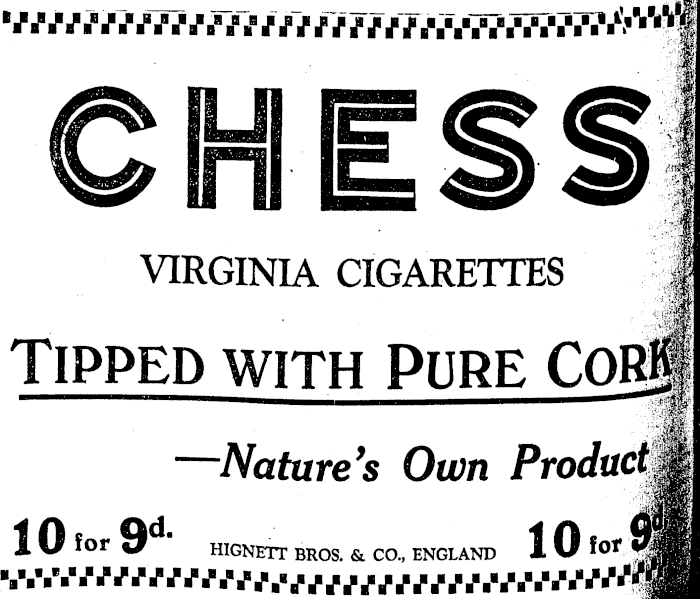 CHESS
VIRGINIA CIGARETTES
TIPPED WITH PURE CORK
—Nature's Own Product
10 for 9d. HIGNETT BROS. & CO., ENGLAND 10 for 9d